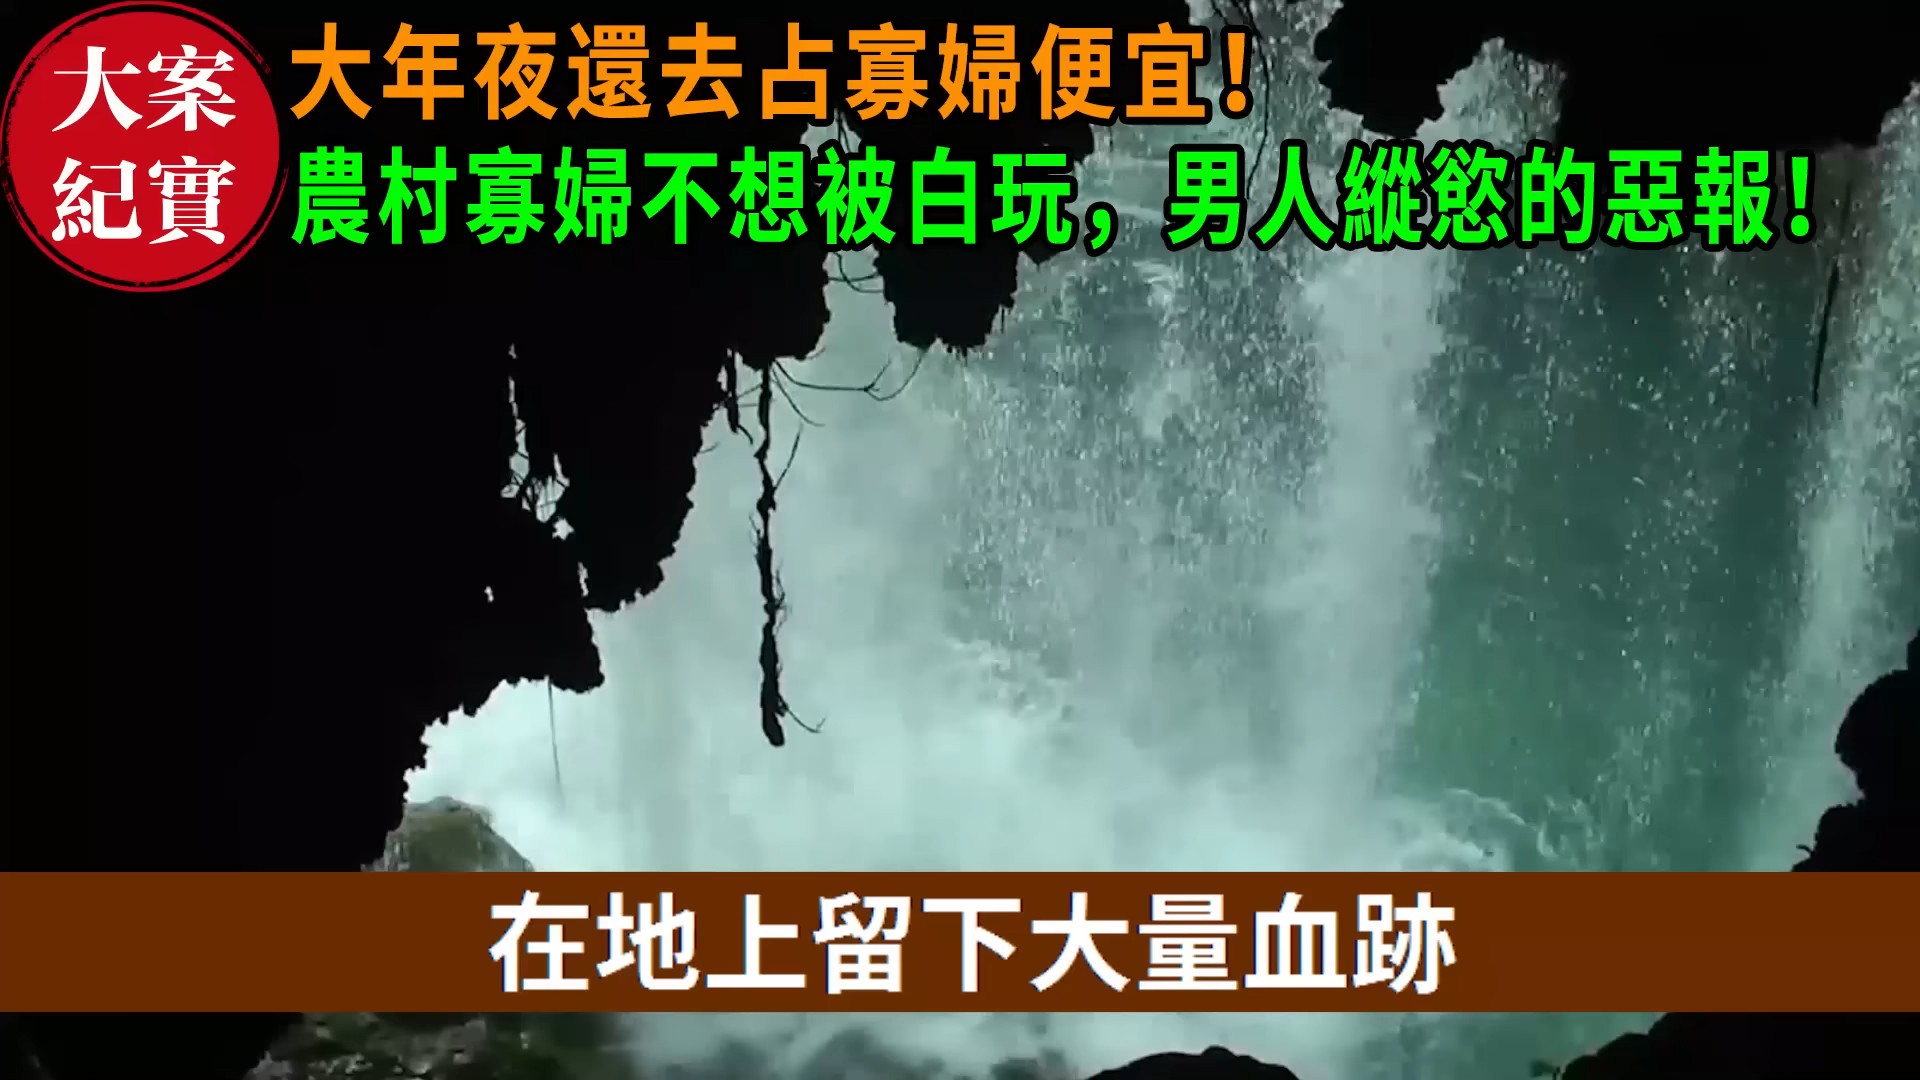 大案
紀實
大年夜還去占寡婦便宜！
農村寡婦不想被白玩，男人縱慾的惡報！
在地上留下大量血跡